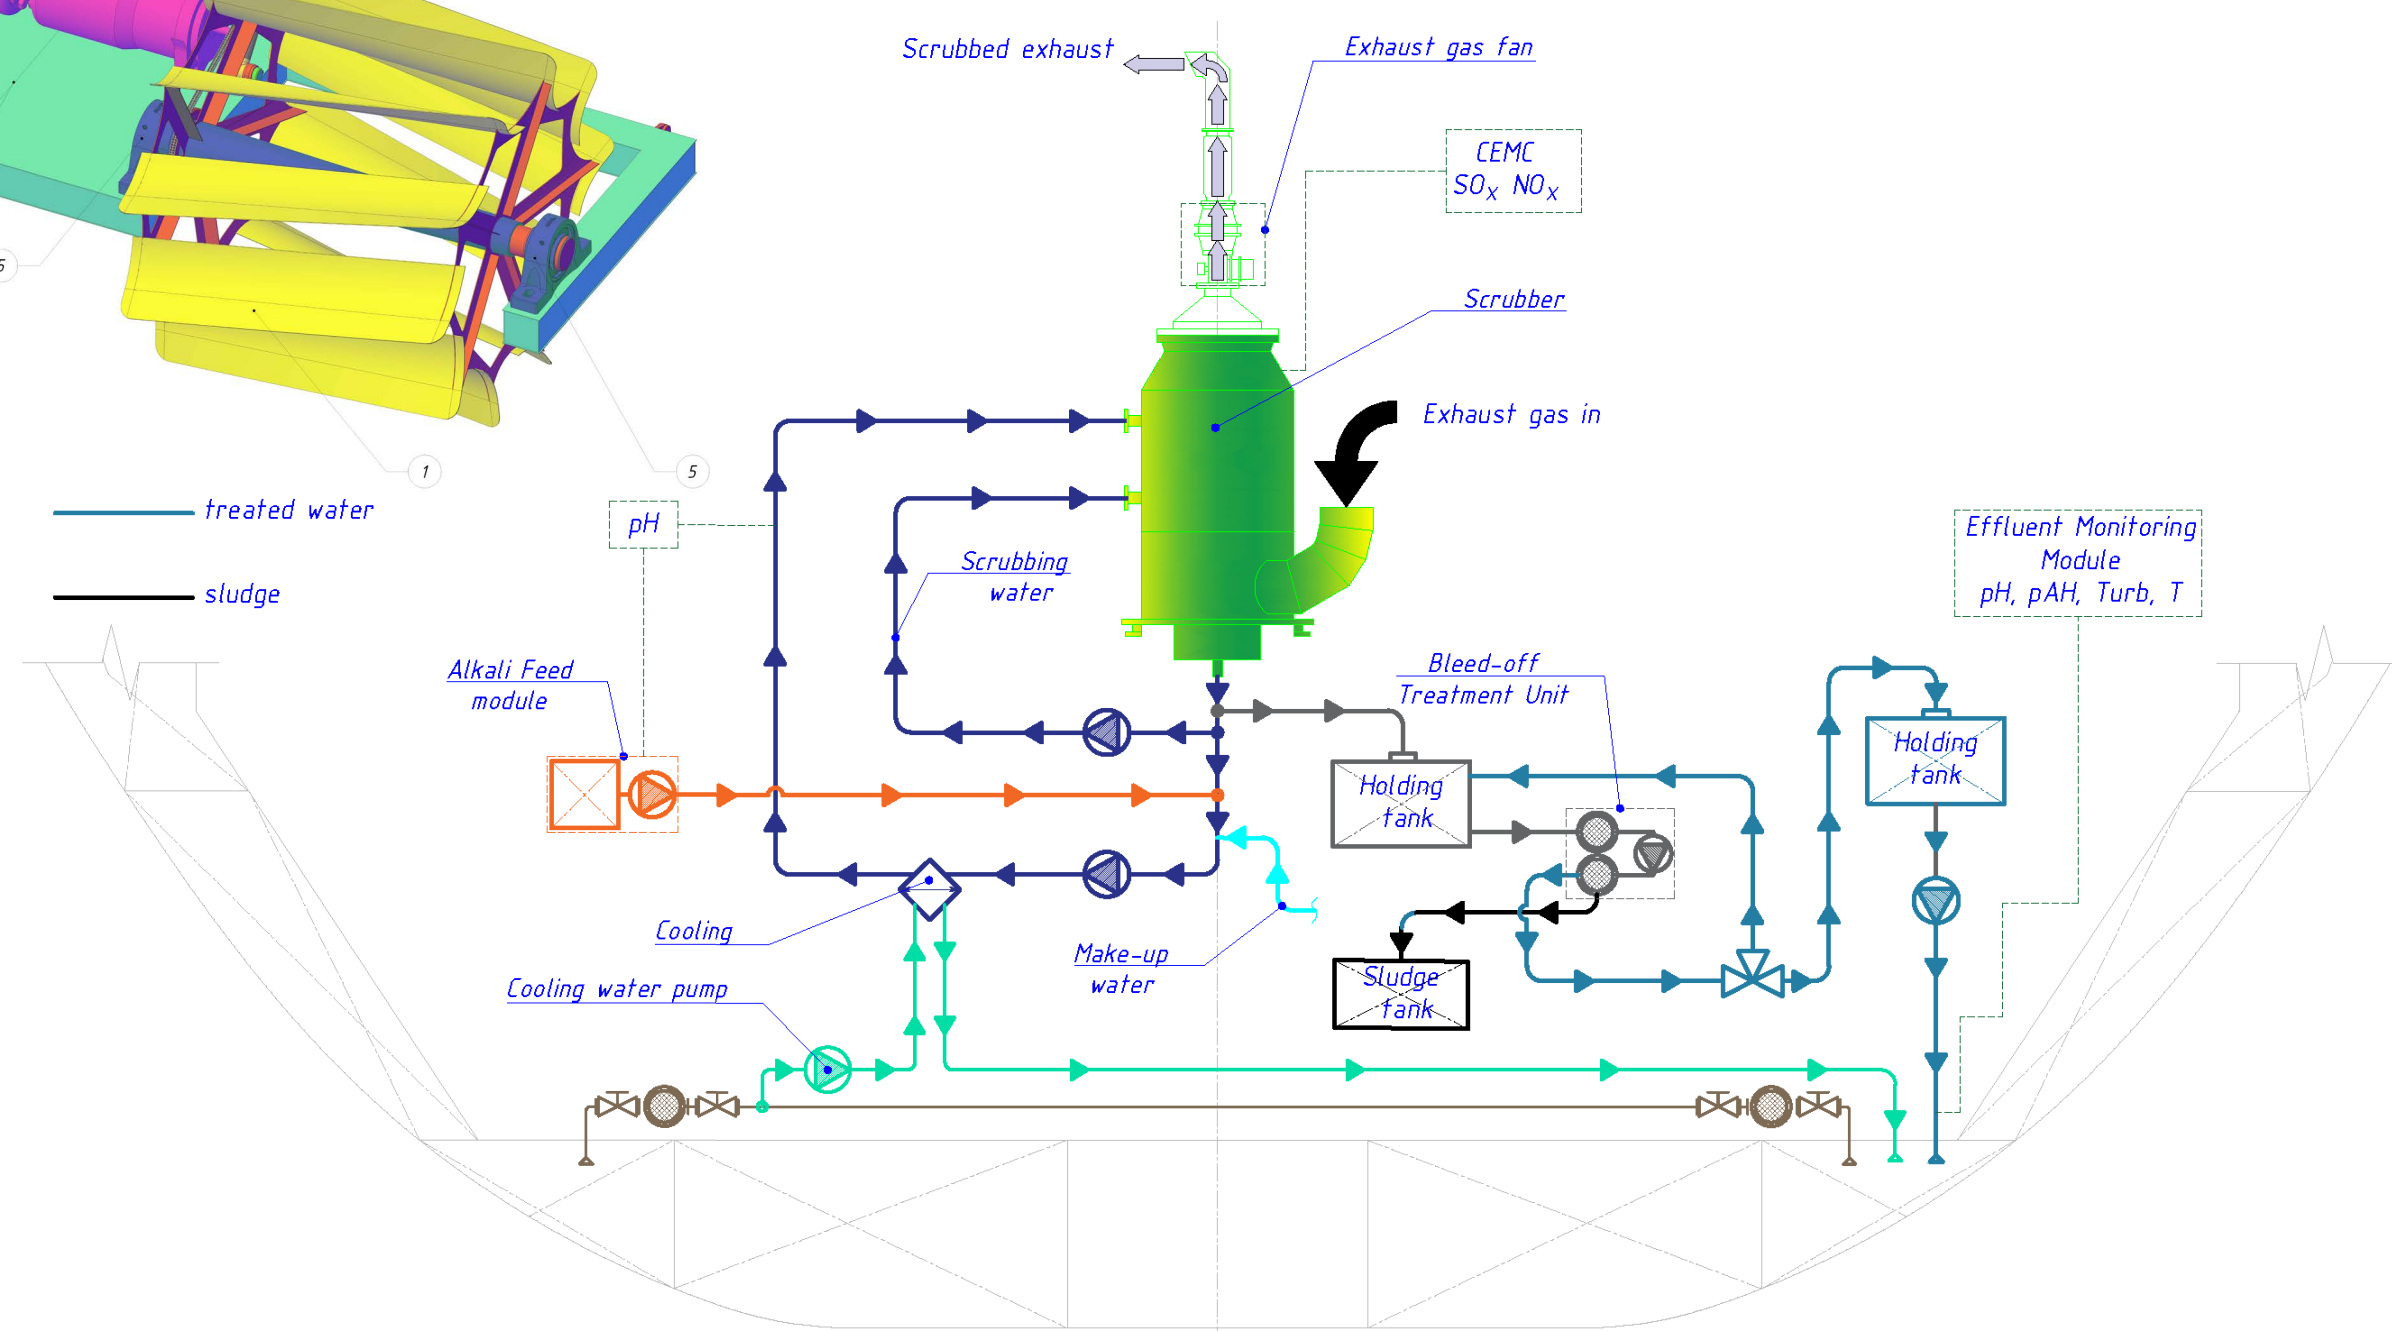 Scrubbed exhaust
Exhaust gas fan
CEMC
SOX NOX
Scrubber
Exhaust gas in
1
5
treated water
pH
sludge
Scrubbing
water
Effluent Monitoring
Module
pH, pAH, Turb, T
Alkali Feed
module
Bleed-off
Treatment Unit
Holding
tank
Holding
tank
Cooling
Make-up
water
Sludge
tank
Cooling water pump